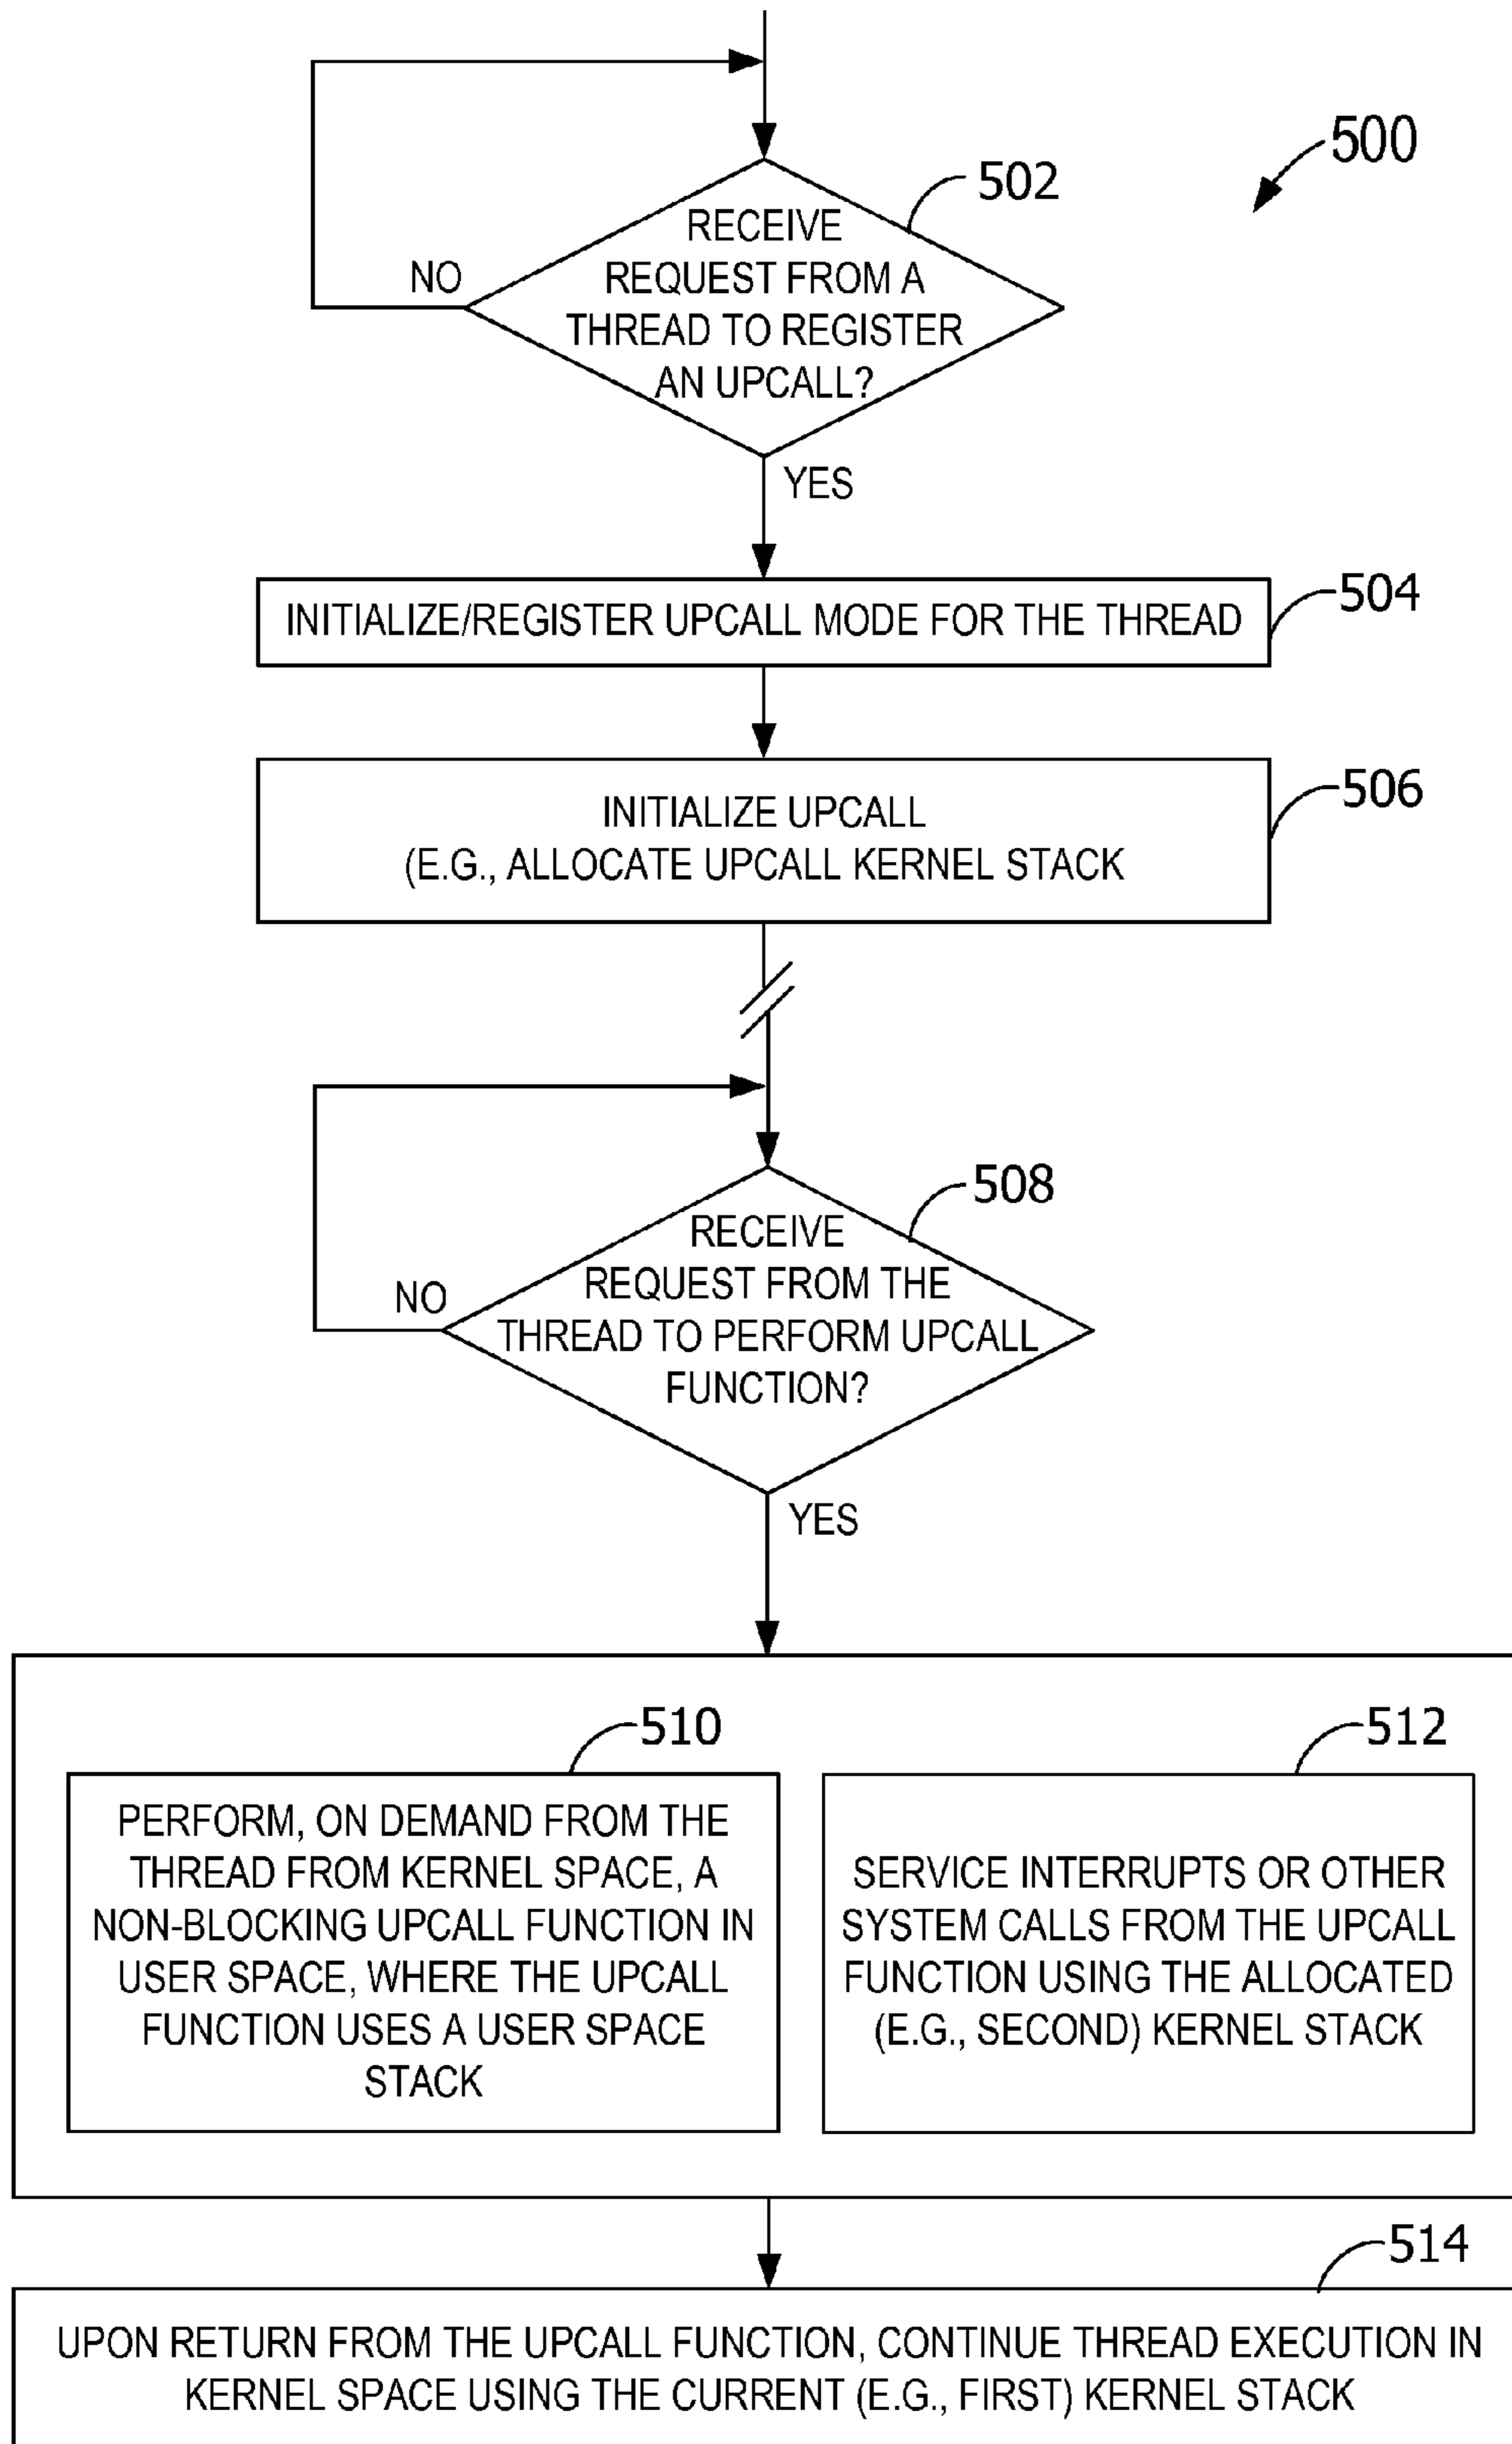 500
502
RECEIVE
REQUEST FROM A
THREAD TO REGISTER
AN UPCALL?
NO
YES
504
INITIALIZE/REGISTER UPCALL MODE FOR THE THREAD
506
INITIALIZE UPCALL
(E.G., ALLOCATE UPCALL KERNEL STACK
508
RECEIVE
REQUEST FROM THE
THREAD TO PERFORM UPCALL
FUNCTION?
NO
YES
510
PERFORM, ON DEMAND FROM THE
THREAD FROM KERNEL SPACE, A
NON-BLOCKING UPCALL FUNCTION IN
USER SPACE, WHERE THE UPCALL
FUNCTION USES A USER SPACE
STACK
512
SERVICE INTERRUPTS OR OTHER
SYSTEM CALLS FROM THE UPCALL
FUNCTION USING THE ALLOCATED
(E.G., SECOND) KERNEL STACK
514
UPON RETURN FROM THE UPCALL FUNCTION, CONTINUE THREAD EXECUTION IN
KERNEL SPACE USING THE CURRENT (E.G., FIRST) KERNEL STACK